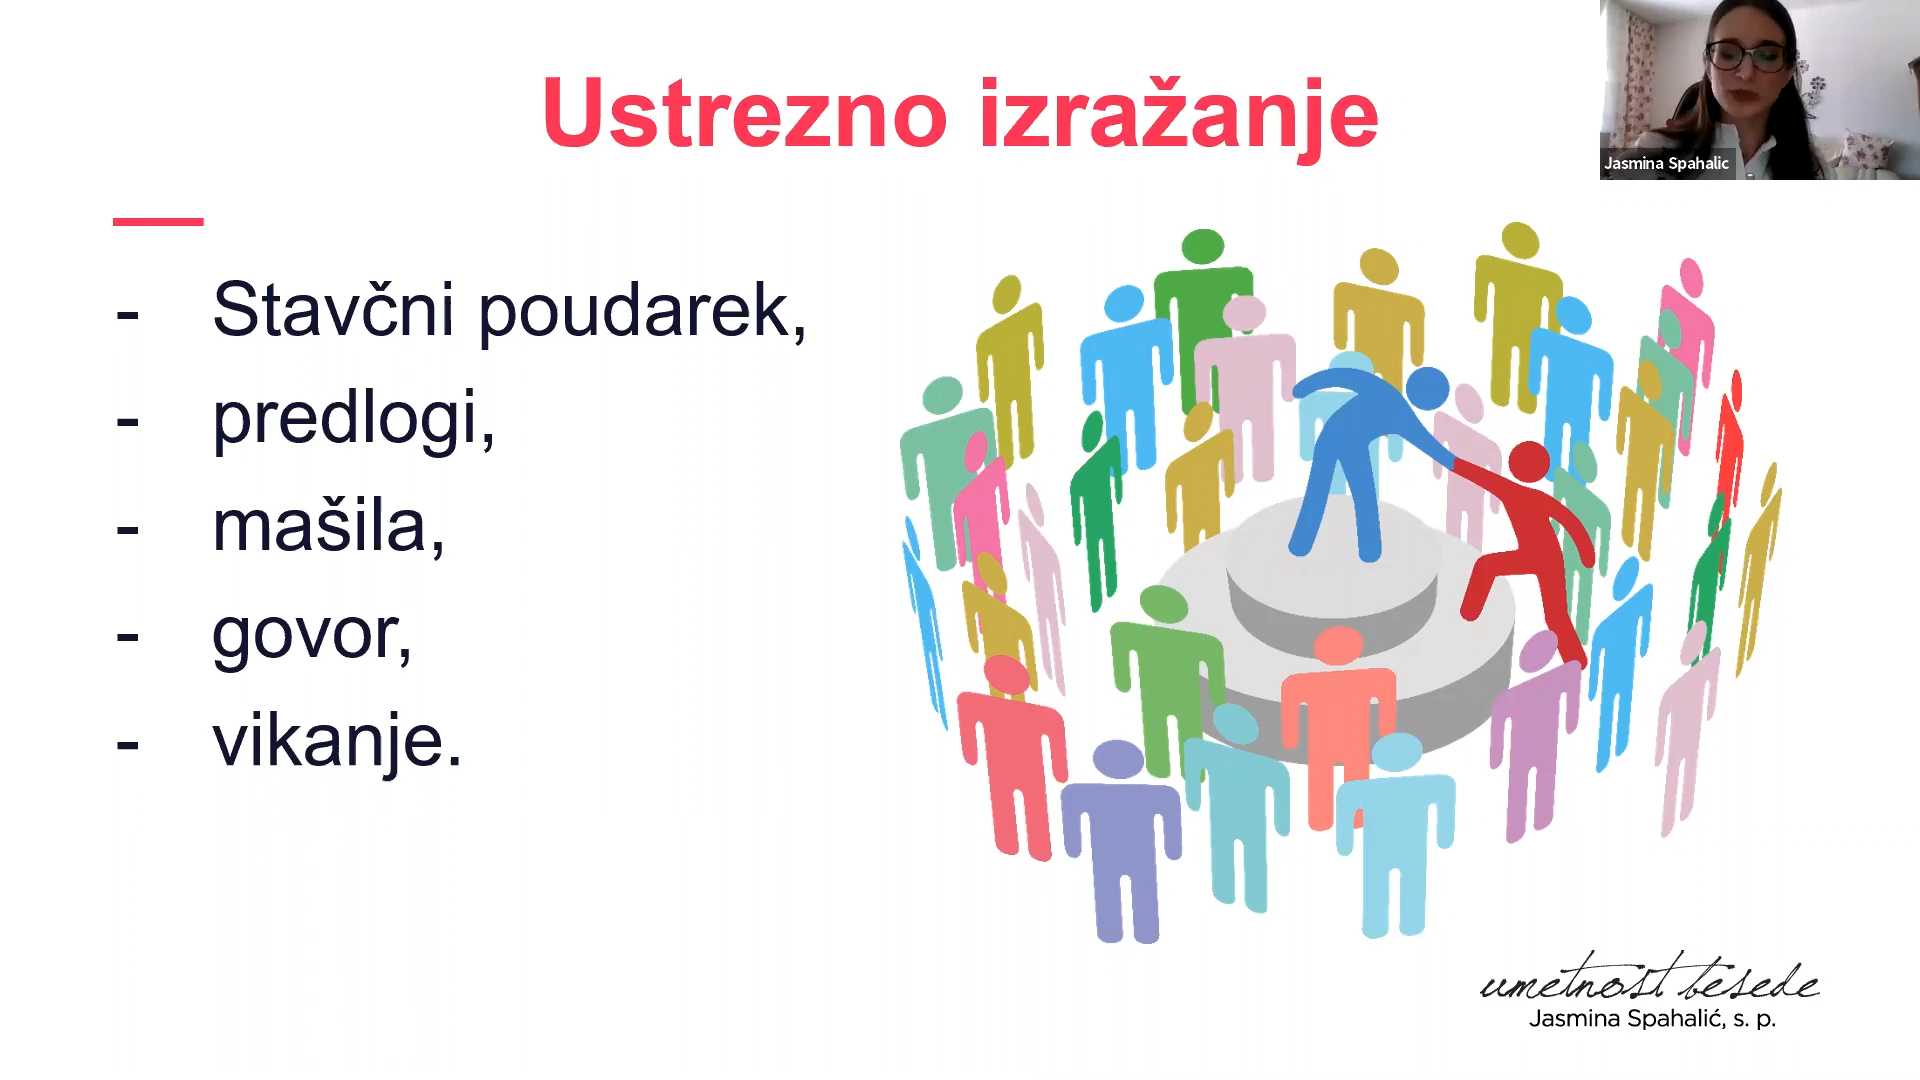 Ustrezno izražanje
Jasmina Spahalic
- Stavčni poudarek,
- predlogi,
- mašila,
- govor,
- vikanje.
umetnost besede
Jasmina Spahalić, s. p.